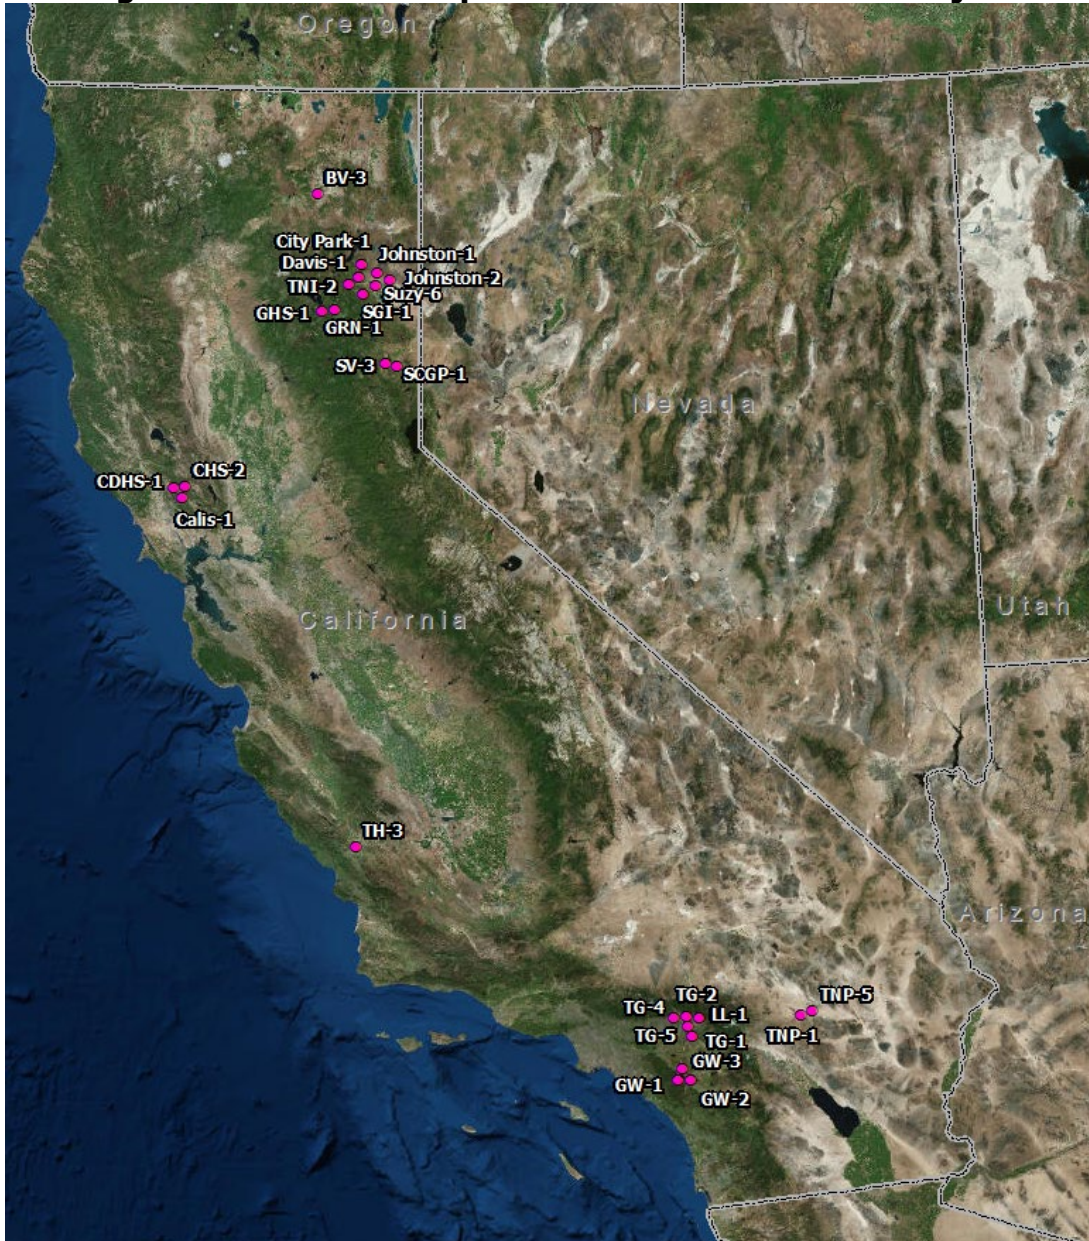 Oregon
BV-3
City Park-1
Johnston-1
Davis-1
Johnston-2
TNI-2
Suzy-6
GHS-1
SGI-1
GRN-1
SV-3
SCGP-1
Nevada
CHS-2
CDHS-1
Calis-1
Utah
California
TH-3
Arizona
TNP-5
TG-2
TG-4
LL-1
TNP-1
TG-5
TG-1
GW-3
GW-1
GW-2